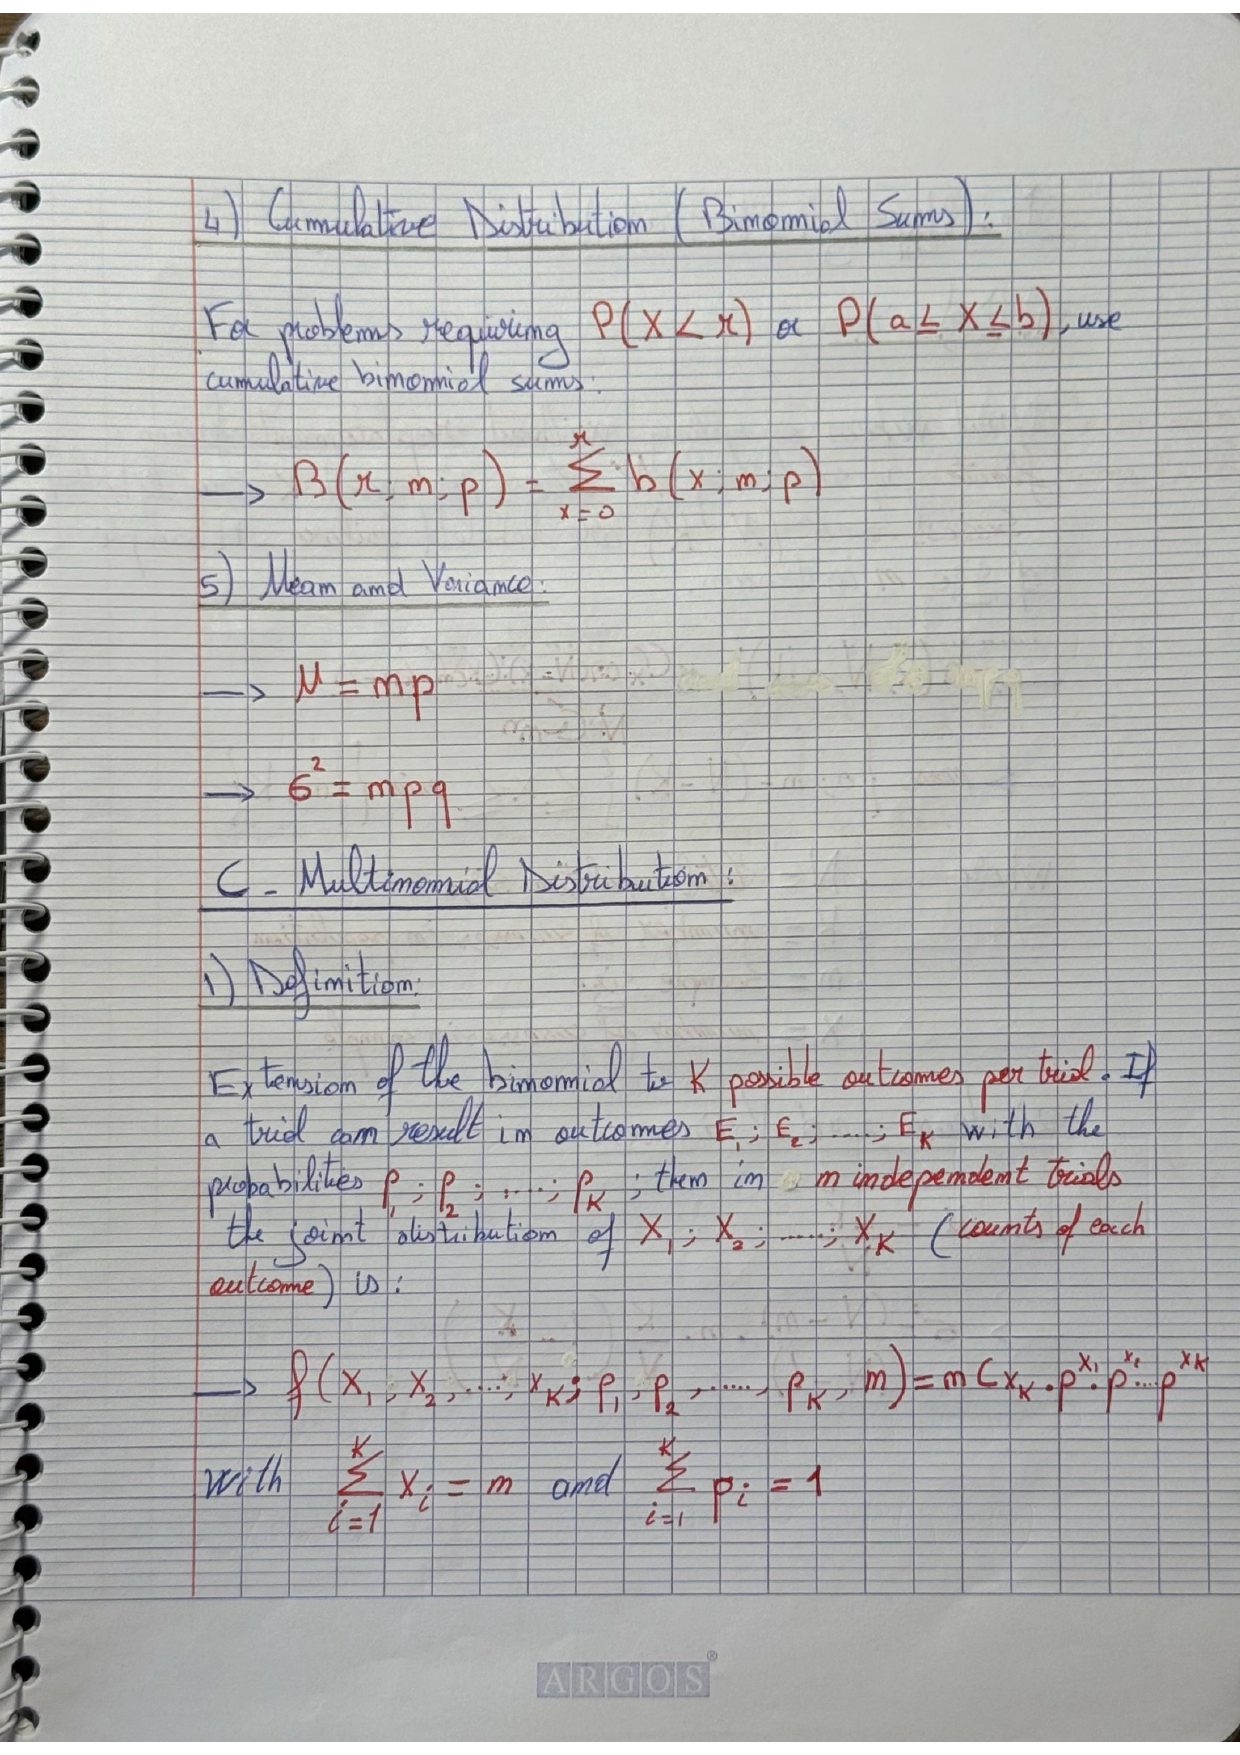 4) Cumulative Distribution (Binomial Sums):
For problems requiring P(X < r) or P(a ≤ X ≤ b), use
cumulative binomial sums:
→ B(r; n; p) = Σ_{x=0}^{r} b(x; n; p)
5) Mean and Variance:
→ μ = np
→ σ² = npq
C - Multinomial Distribution:
1) Definition:
Extension of the binomial to K possible outcomes per trial. If
a trial can result in outcomes E₁; E₂; ....; E_K with the
probabilities p₁; p₂; ....; p_K; then in n independent trials
the joint distribution of X₁; X₂; ....; X_K (counts of each
outcome) is:
→ f(x₁; x₂, ....; x_K; p₁; p₂, ....., p_K, n) = n C x_K . p^{x₁} . p^{x₂} ... p^{x_K}
with Σ_{i=1}^{K} x_i = n and Σ_{i=1}^{K} p_i = 1
ARGOS®